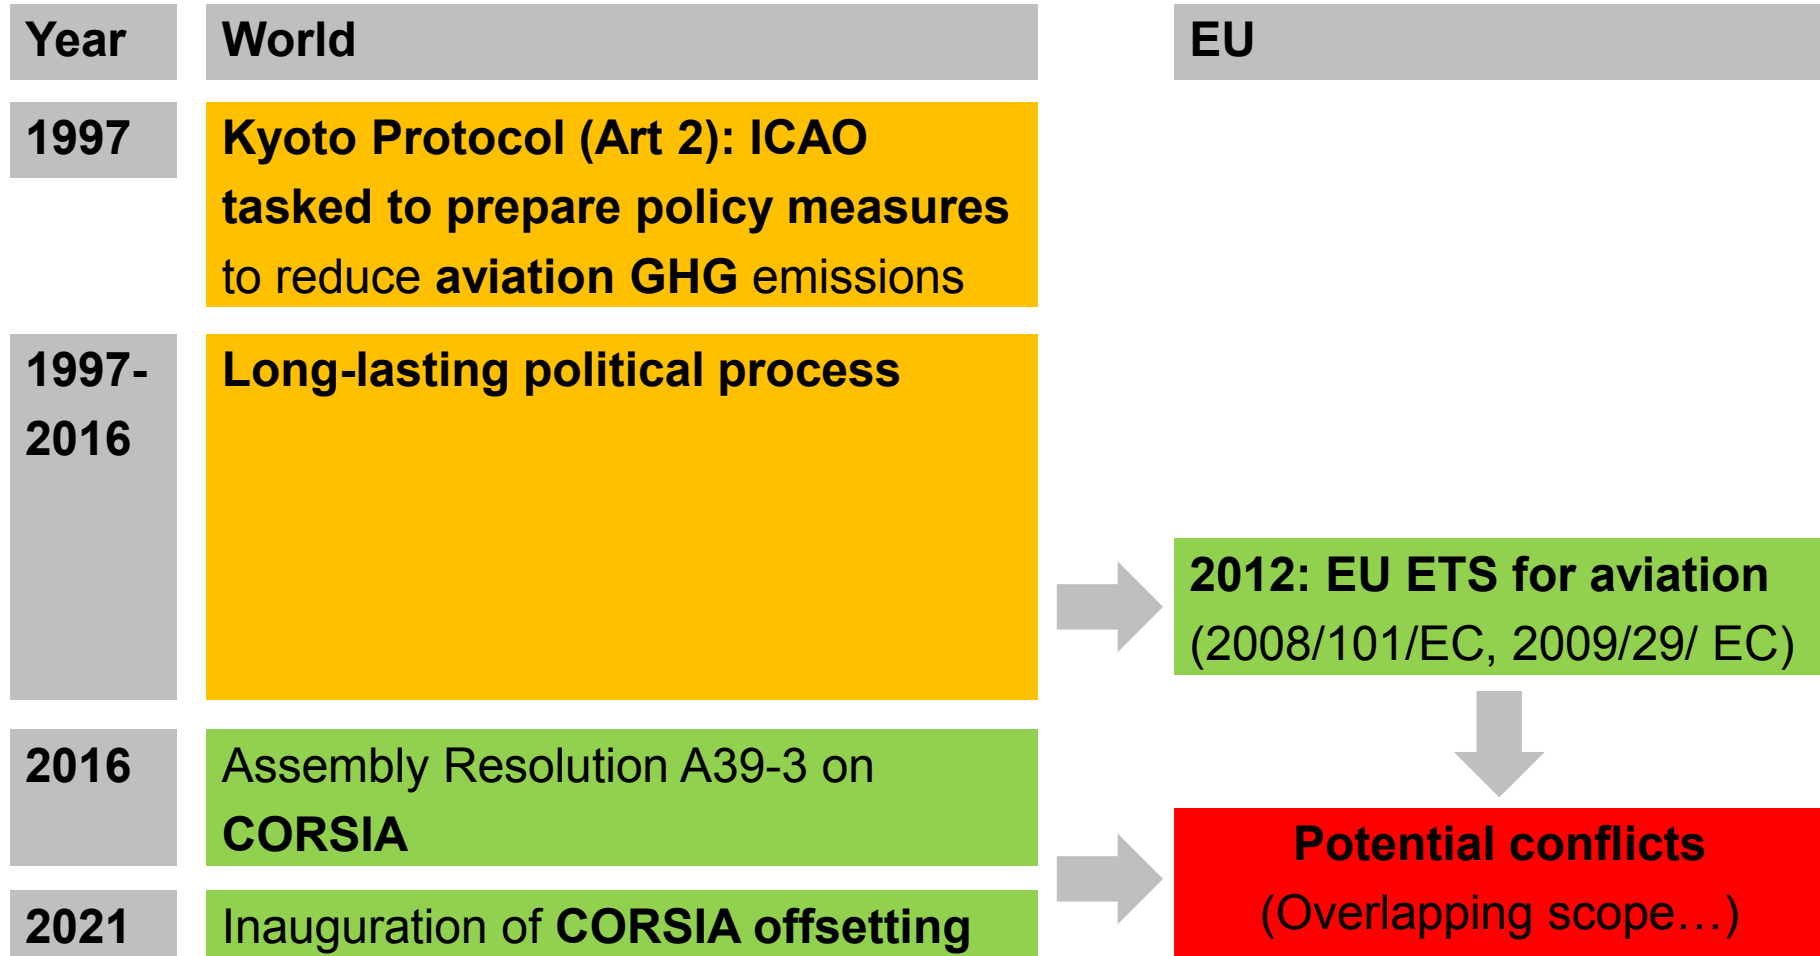 Year World EU
1997 Kyoto Protocol (Art 2): ICAO
tasked to prepare policy measures
to reduce aviation GHG emissions
1997-
2016
Long-lasting political process
2012: EU ETS for aviation
(2008/101/EC, 2009/29/ EC)
2016 Assembly Resolution A39-3 on
CORSIA
Potential conflicts
(Overlapping scope…)
2021 Inauguration of CORSIA offsetting